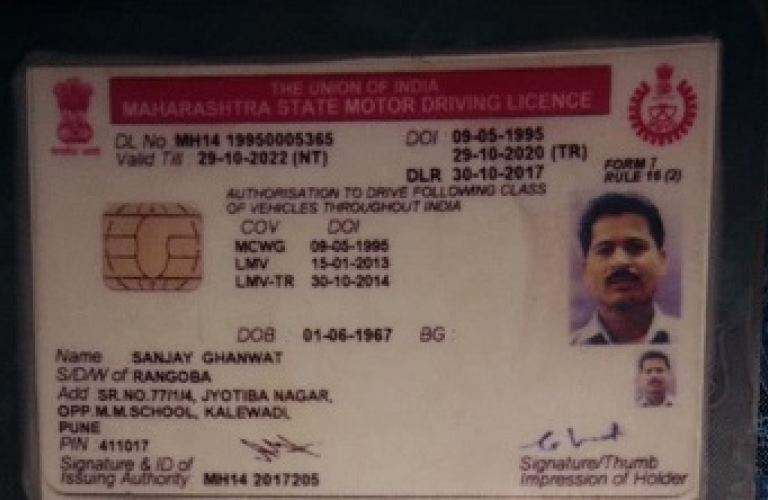 THE UNION OF INDIA
MAHARASHTRA STATE MOTOR DRIVING LICENCE
DL No MH14 19950005365 DOI 09-05-1995
Valid Till : 29-10-2022 (NT) 29-10-2020 (TR)
DLR 30-10-2017
FORM 7
RULE 16 (2)
AUTHORISATION TO DRIVE FOLLOWING CLASS
OF VEHICLES THROUGHOUT INDIA
COV DOI
MCWG 09-05-1995
LMV 15-01-2013
LMV-TR 30-10-2014
DOB 01-06-1967 BG :
Name SANJAY GHANWAT
S/D/W of RANGOBA
Add SR.NO.77/1/4, JYOTIBA NAGAR,
OPP.M.M.SCHOOL, KALEWADI,
PUNE
PIN 411017
Signature & ID of
Issuing Authority: MH14 2017205
Signature/Thumb
Impression of Holder